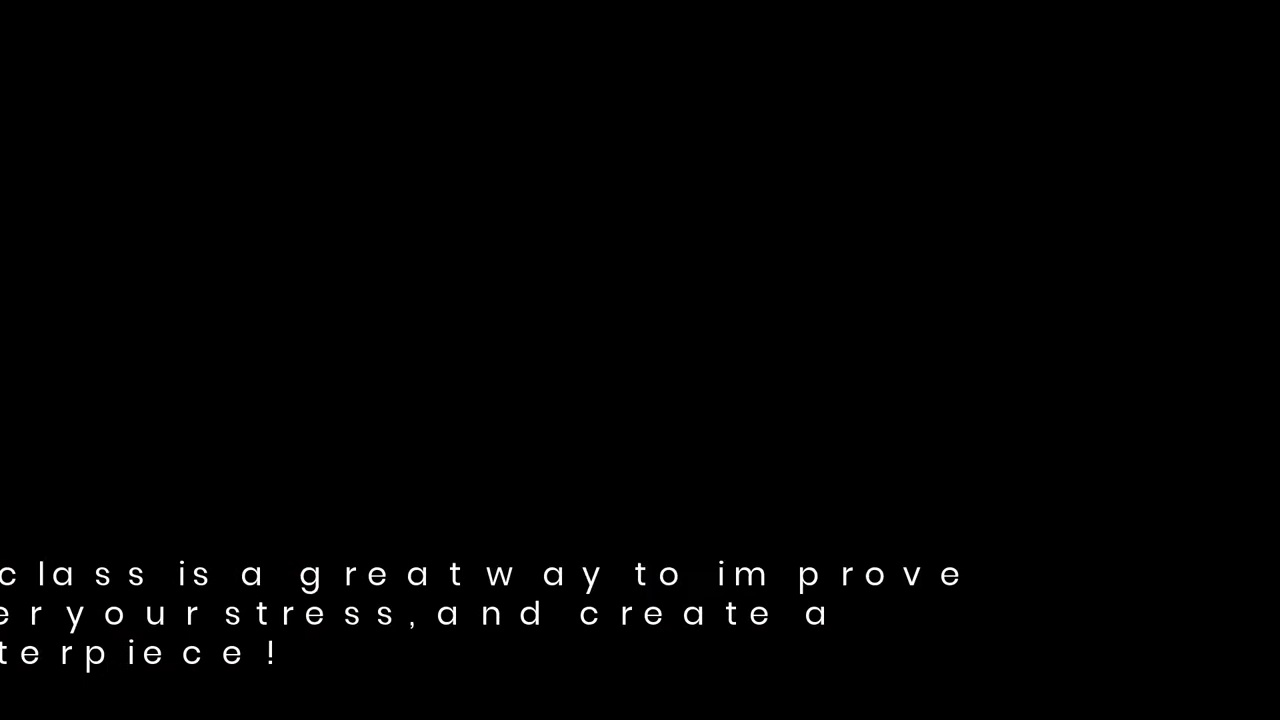 class is a great way to improve
er your stress, and create a
terpiece!